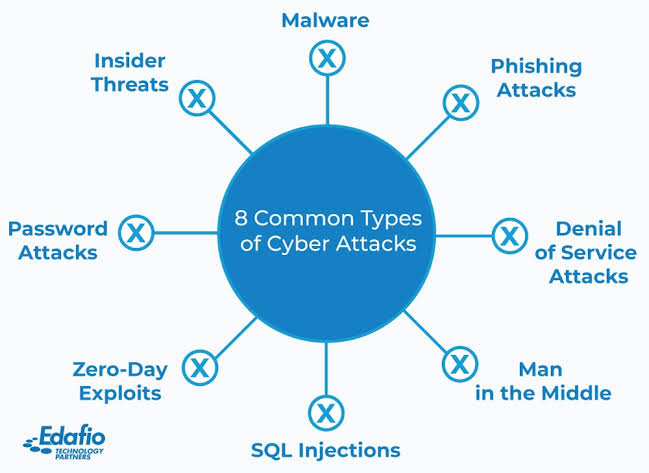 Malware
X
Phishing
Attacks
X
Denial
of Service
Attacks
X
Man
in the Middle
X
SQL Injections
X
Zero-Day
Exploits
X
Password
Attacks
X
Insider
Threats
X
8 Common Types
of Cyber Attacks
Edafio
TECHNOLOGY
PARTNERS